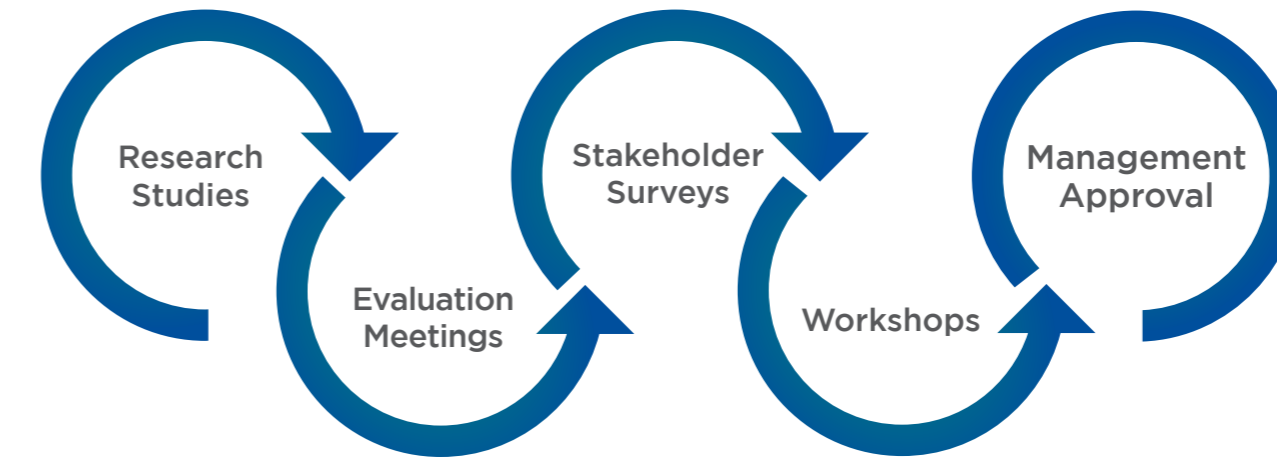 Research
Studies
Evaluation
Meetings
Stakeholder
Surveys
Workshops
Management
Approval